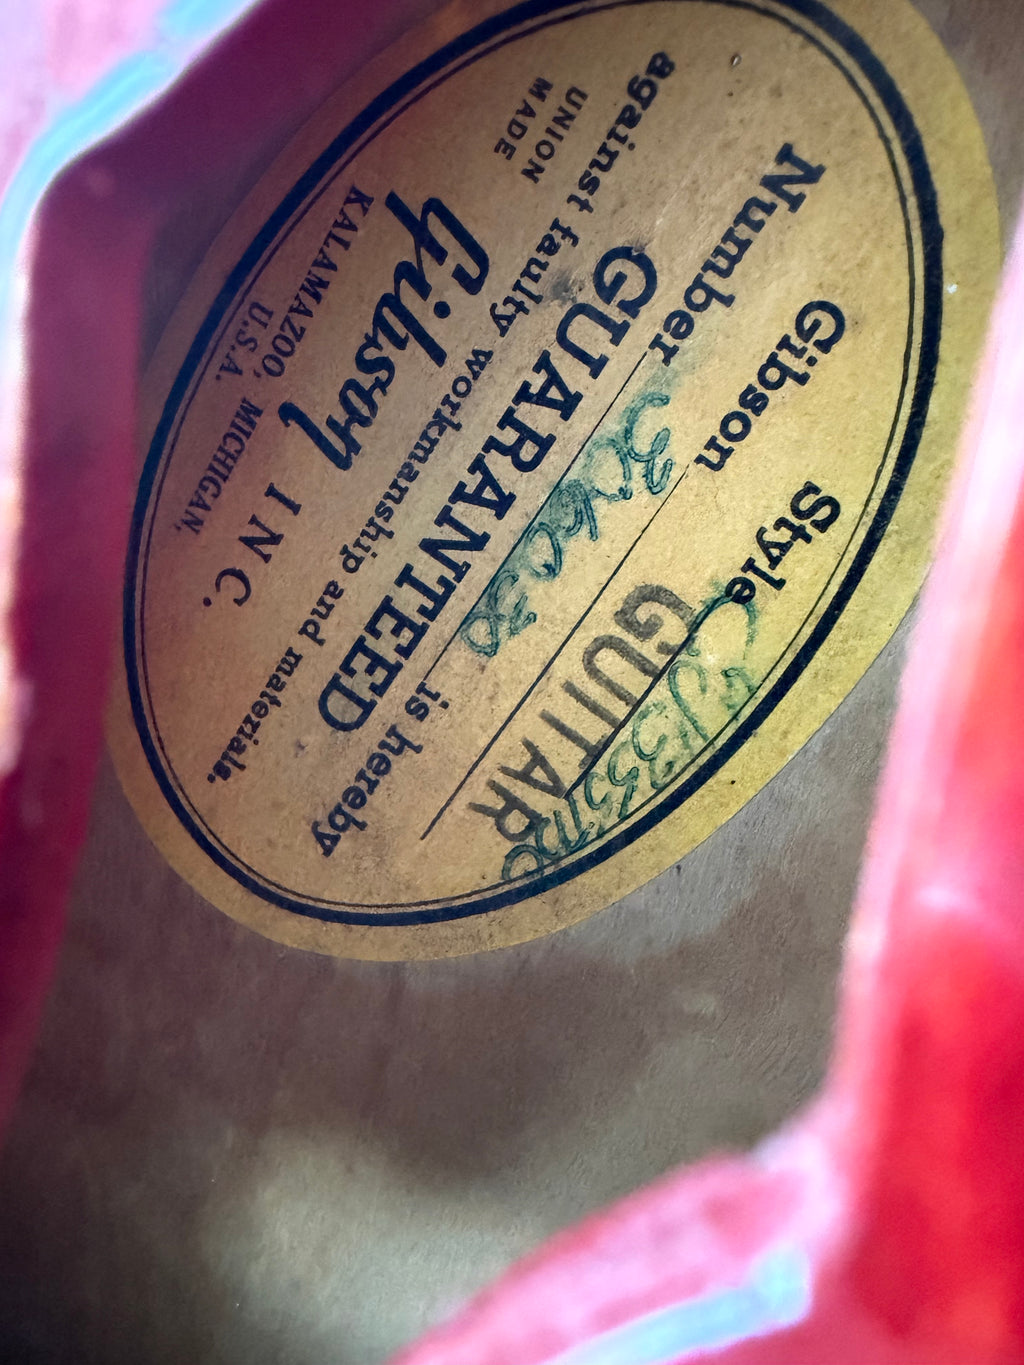 Gibson Style
GUITAR
Number is hereby
GUARANTEED
against faulty workmanship and materials.
UNION
MADE
Gibson INC.
KALAMAZOO, MICHIGAN,
U.S.A.